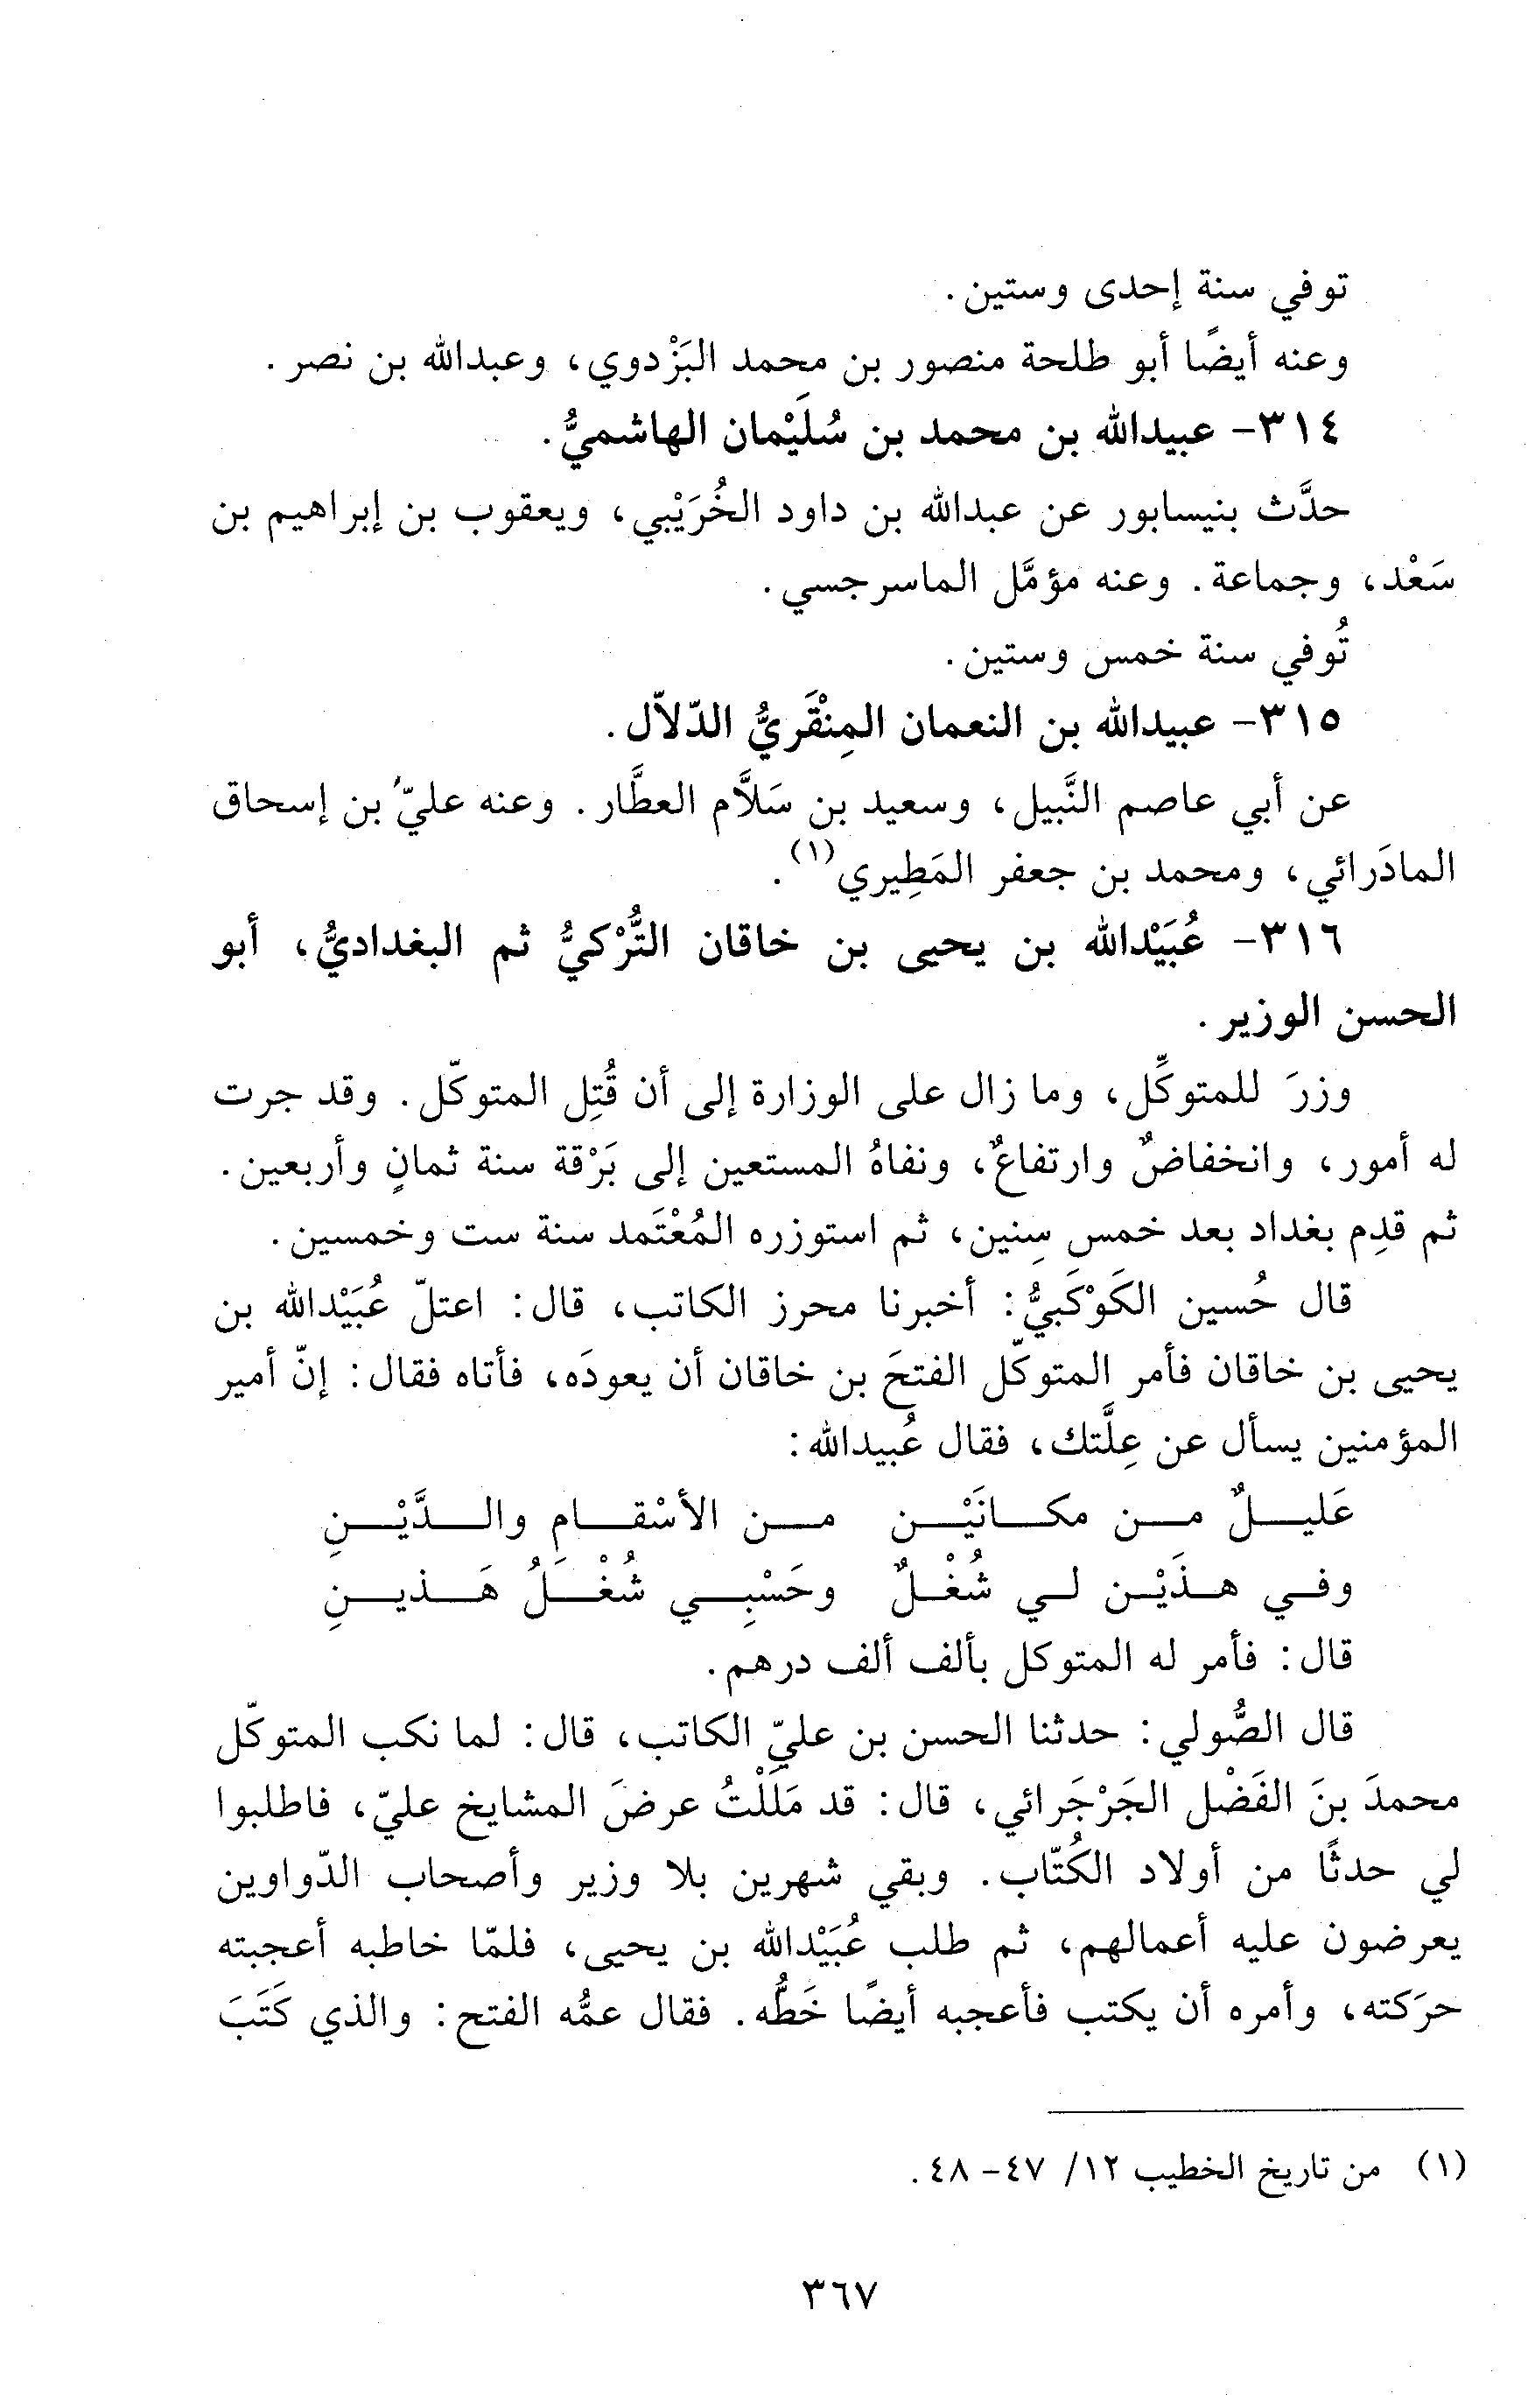 توفي سنة إحدى وستين.
وعنه أيضًا أبو طلحة منصور بن محمد البَزْدوي، وعبدالله بن نصر.
٣١٤- عبيدالله بن محمد بن سُلَيْمان الهاشميُّ.
حدَّث بنيسابور عن عبدالله بن داود الخُرَيْبي، ويعقوب بن إبراهيم بن
سَعْد، وجماعة. وعنه مؤمَّل الماسرجسي.
تُوفي سنة خمس وستين.
٣١٥- عبيدالله بن النعمان المِنْقَريُّ الدّلاّل.
عن أبي عاصم النَّبيل، وسعيد بن سَلاَّم العطَّار. وعنه عليّ بن إسحاق
المادَرائي، ومحمد بن جعفر المَطِيري(١).
٣١٦- عُبَيْدالله بن يحيى بن خاقان التُّرْكيُّ ثم البغداديُّ، أبو
الحسن الوزير.
وزرَ للمتوكِّل، وما زال على الوزارة إلى أن قُتِل المتوكّل. وقد جرت
له أمور، وانخفاضٌ وارتفاعٌ، ونفاهُ المستعين إلى بَرْقة سنة ثمانٍ وأربعين.
ثم قدِم بغداد بعد خمس سِنين، ثم استوزره المُعْتَمد سنة ست وخمسين.
قال حُسين الكَوْكَبيُّ: أخبرنا محرز الكاتب، قال: اعتلّ عُبَيْدالله بن
يحيى بن خاقان فأمر المتوكّل الفتحَ بن خاقان أن يعودَه، فأتاه فقال: إنّ أمير
المؤمنين يسأل عن عِلَّتك، فقال عُبيدالله:
عَليلٌ من مكانَيْن من الأسْقام والدَّيْنِ
وفي هذَيْن لي شُغْلٌ وحَسْبِي شُغْلُ هَذينِ
قال: فأمر له المتوكل بألف ألف درهم.
قال الصُّولي: حدثنا الحسن بن عليّ الكاتب، قال: لما نكب المتوكّل
محمدَ بنَ الفَضْل الجَرْجَرائي، قال: قد مَلَلْتُ عرضَ المشايخ عليّ، فاطلبوا
لي حدثًا من أولاد الكُتّاب. وبقي شهرين بلا وزير وأصحاب الدّواوين
يعرضون عليه أعمالهم، ثم طلب عُبَيْدالله بن يحيى، فلمّا خاطبه أعجبته
حرَكته، وأمره أن يكتب فأعجبه أيضًا خَطُّه. فقال عمُّه الفتح: والذي كَتَبَ
(١) من تاريخ الخطيب ١٢/ ٤٧- ٤٨.
٣٦٧